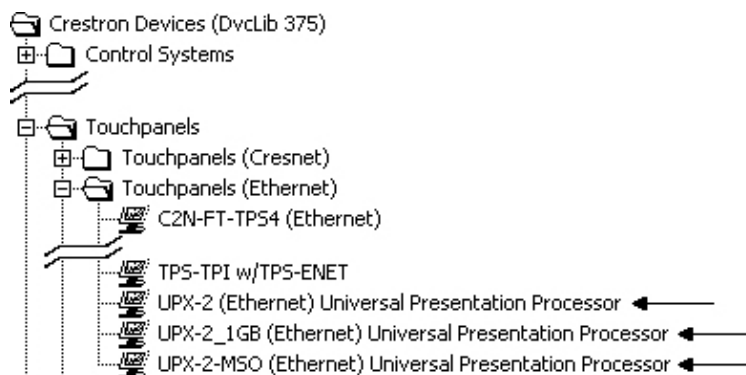 Crestron Devices (DvcLib 375)
Control Systems
Touchpanels
Touchpanels (Cresnet)
Touchpanels (Ethernet)
C2N-FT-TPS4 (Ethernet)
TPS-TPI w/TPS-ENET
UPX-2 (Ethernet) Universal Presentation Processor
UPX-2_1GB (Ethernet) Universal Presentation Processor
UPX-2-MSO (Ethernet) Universal Presentation Processor